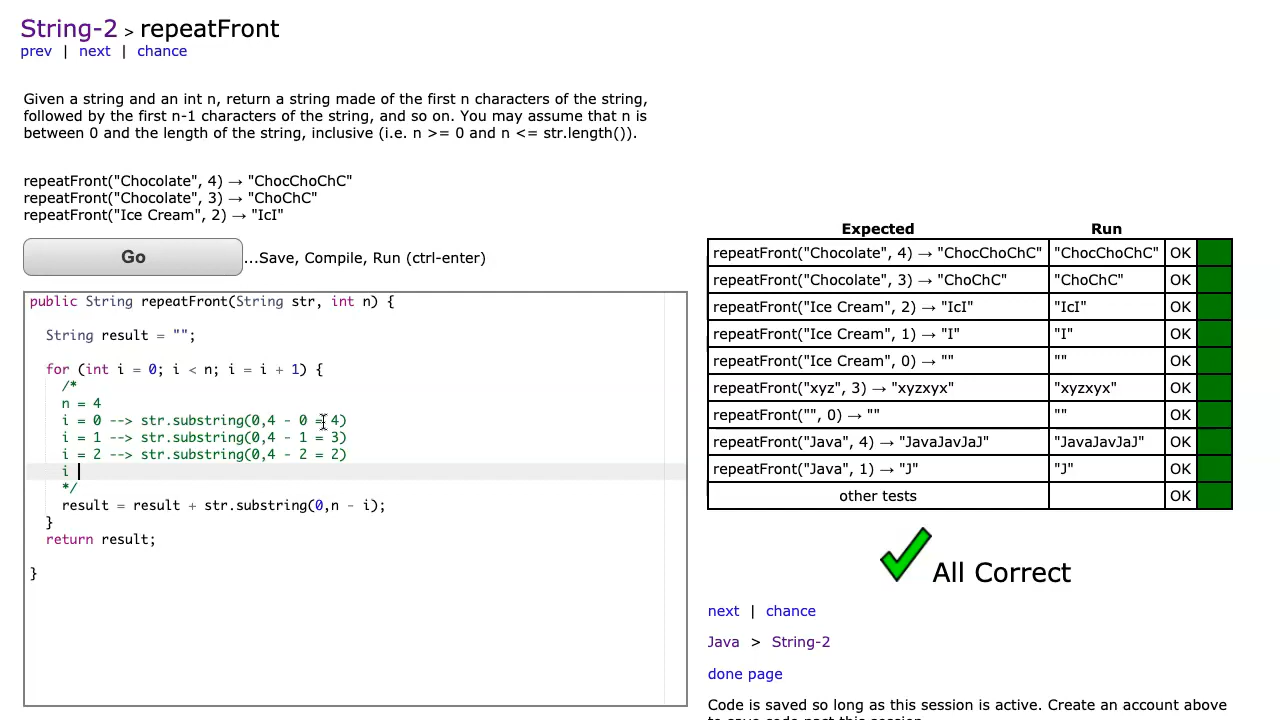 String-2 > repeatFront
prev | next | chance
Given a string and an int n, return a string made of the first n characters of the string,
followed by the first n-1 characters of the string, and so on. You may assume that n is
between 0 and the length of the string, inclusive (i.e. n >= 0 and n <= str.length()).
repeatFront("Chocolate", 4) → "ChocChoChC"
repeatFront("Chocolate", 3) → "ChoChC"
repeatFront("Ice Cream", 2) → "IcI"
Go ...Save, Compile, Run (ctrl-enter)
public String repeatFront(String str, int n) {
String result = "";
for (int i = 0; i < n; i = i + 1) {
/*
n = 4
i = 0 --> str.substring(0,4 - 0 = 4)
i = 1 --> str.substring(0,4 - 1 = 3)
i = 2 --> str.substring(0,4 - 2 = 2)
i
*/
result = result + str.substring(0,n - i);
}
return result;
}
Expected Run
repeatFront("Chocolate", 4) → "ChocChoChC" "ChocChoChC" OK
repeatFront("Chocolate", 3) → "ChoChC" "ChoChC" OK
repeatFront("Ice Cream", 2) → "IcI" "IcI" OK
repeatFront("Ice Cream", 1) → "I" "I" OK
repeatFront("Ice Cream", 0) → "" "" OK
repeatFront("xyz", 3) → "xyzxyx" "xyzxyx" OK
repeatFront("", 0) → "" "" OK
repeatFront("Java", 4) → "JavaJavJaJ" "JavaJavJaJ" OK
repeatFront("Java", 1) → "J" "J" OK
other tests OK
All Correct
next | chance
Java > String-2
done page
Code is saved so long as this session is active. Create an account above
to save code past this session.